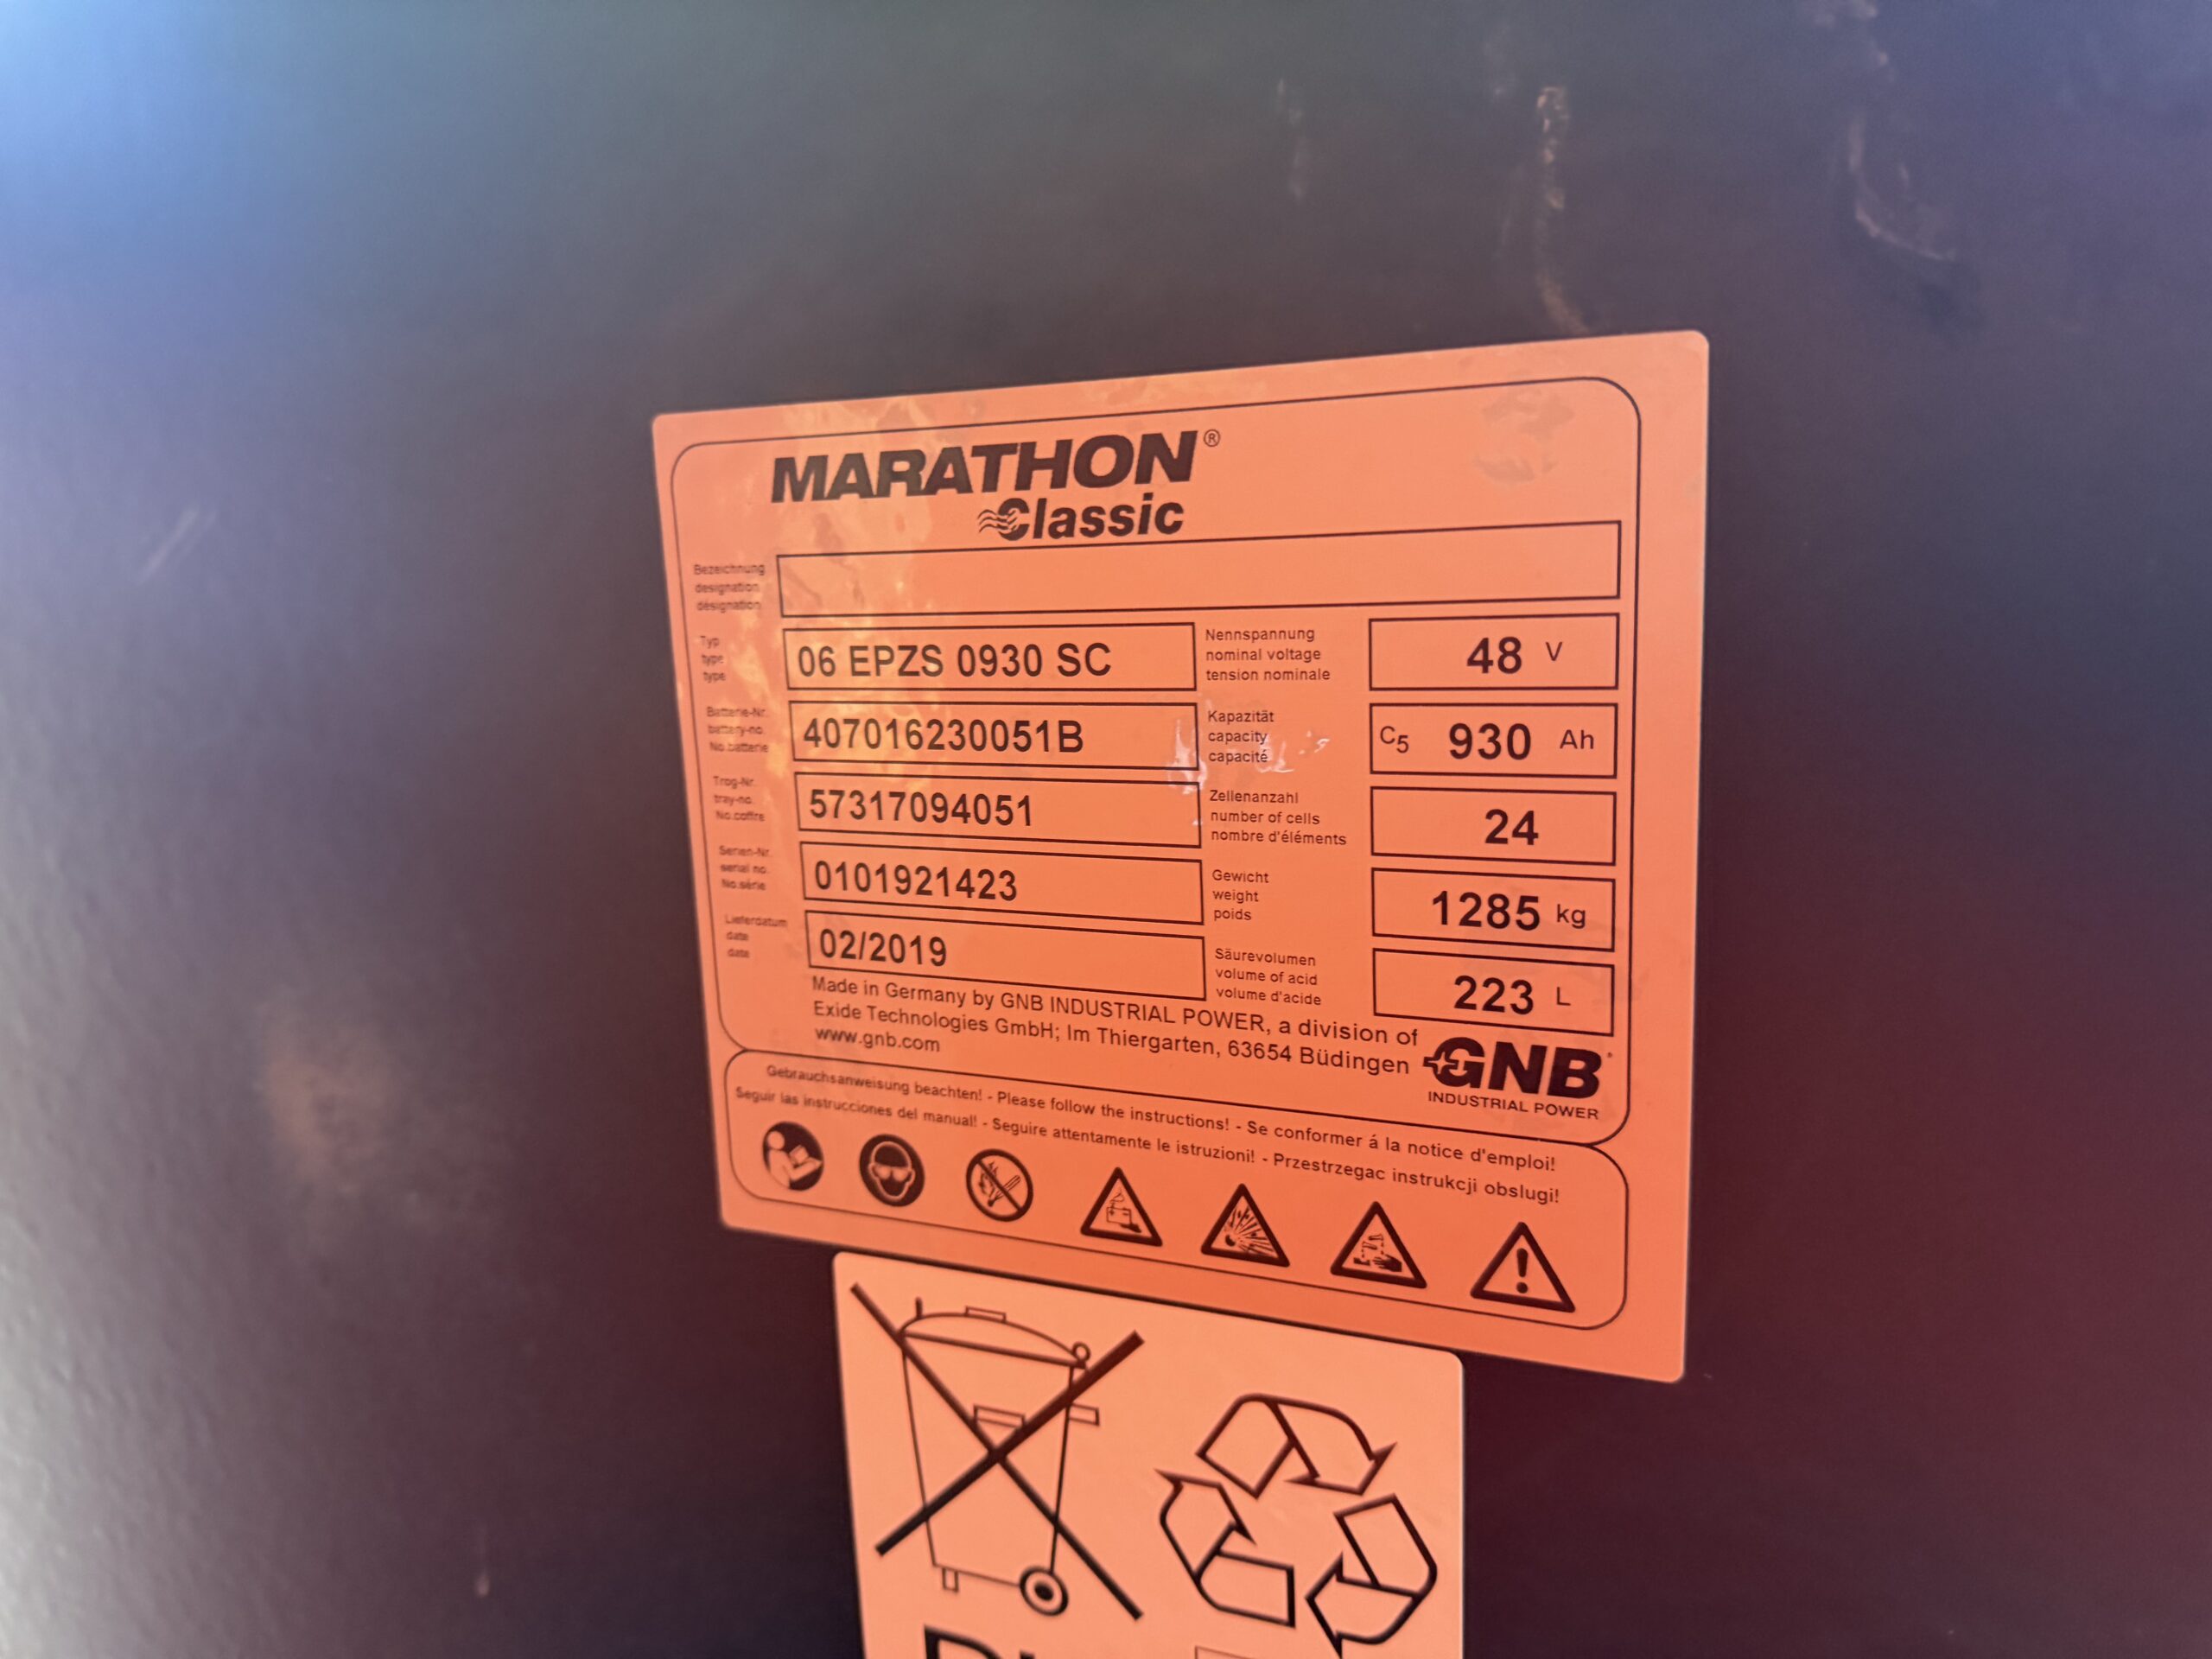 MARATHON®
Classic
Bezeichnung
designation
désignation
Typ
type
type
06 EPZS 0930 SC
Nennspannung
nominal voltage
tension nominale
48 V
Batterie-Nr.
battery-no.
No.batterie
407016230051B
Kapazität
capacity
capacité
C5 930 Ah
Trog-Nr.
tray-no.
No.coffre
57317094051
Zellenanzahl
number of cells
nombre d'éléments
24
Serien-Nr.
serial no.
No.série
0101921423
Gewicht
weight
poids
1285 kg
Lieferdatum
date
date
02/2019
Säurevolumen
volume of acid
volume d'acide
223 L
Made in Germany by GNB INDUSTRIAL POWER, a division of
Exide Technologies GmbH; Im Thiergarten, 63654 Büdingen
www.gnb.com
GNB
INDUSTRIAL POWER
Gebrauchsanweisung beachten! - Please follow the instructions! - Se conformer á la notice d'emploi!
Seguir las instrucciones del manual! - Seguire attentamente le istruzioni! - Przestrzegac instrukcji obslugi!